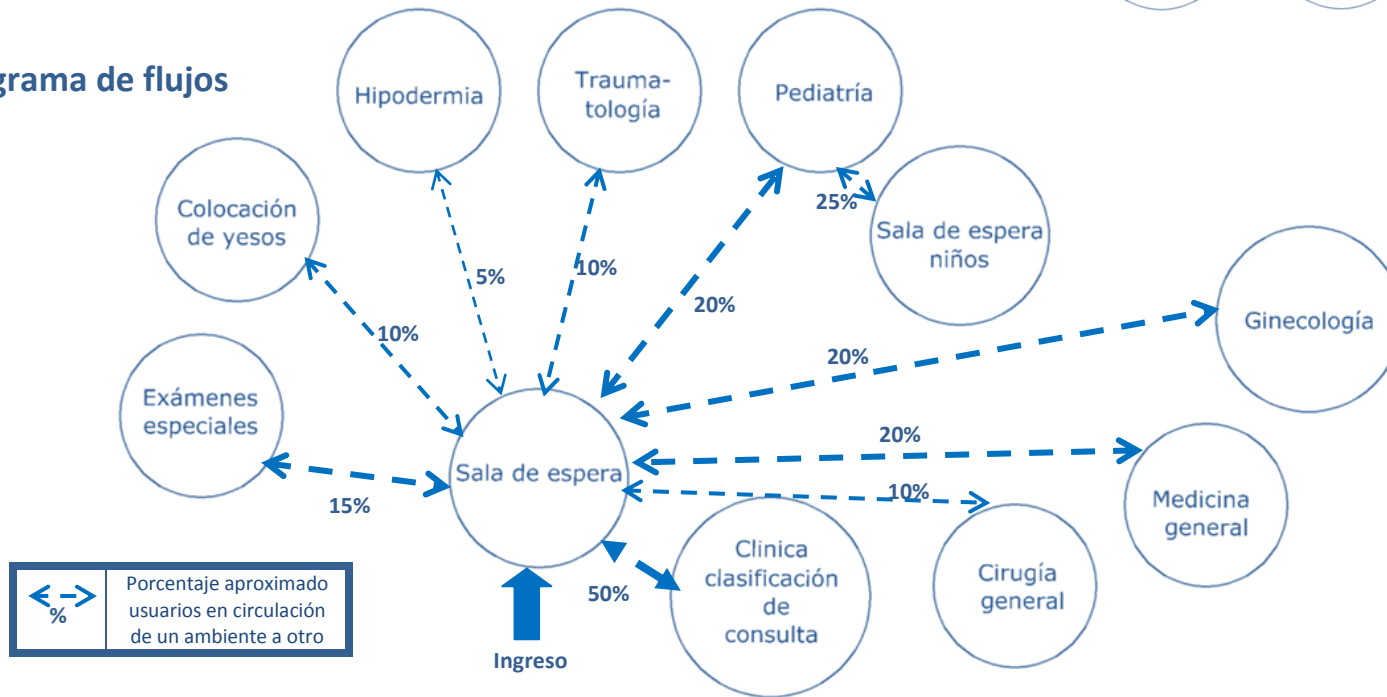 grama de flujos
Hipodermia
Trauma-
tología
Pediatría
Colocación
de yesos
25%
Sala de espera
niños
5%
10%
20%
10%
Ginecología
20%
Exámenes
especiales
20%
Sala de espera
10%
Medicina
general
15%
Clinica
clasificación
de
consulta
Cirugía
general
50%
Ingreso
%
Porcentaje aproximado
usuarios en circulación
de un ambiente a otro